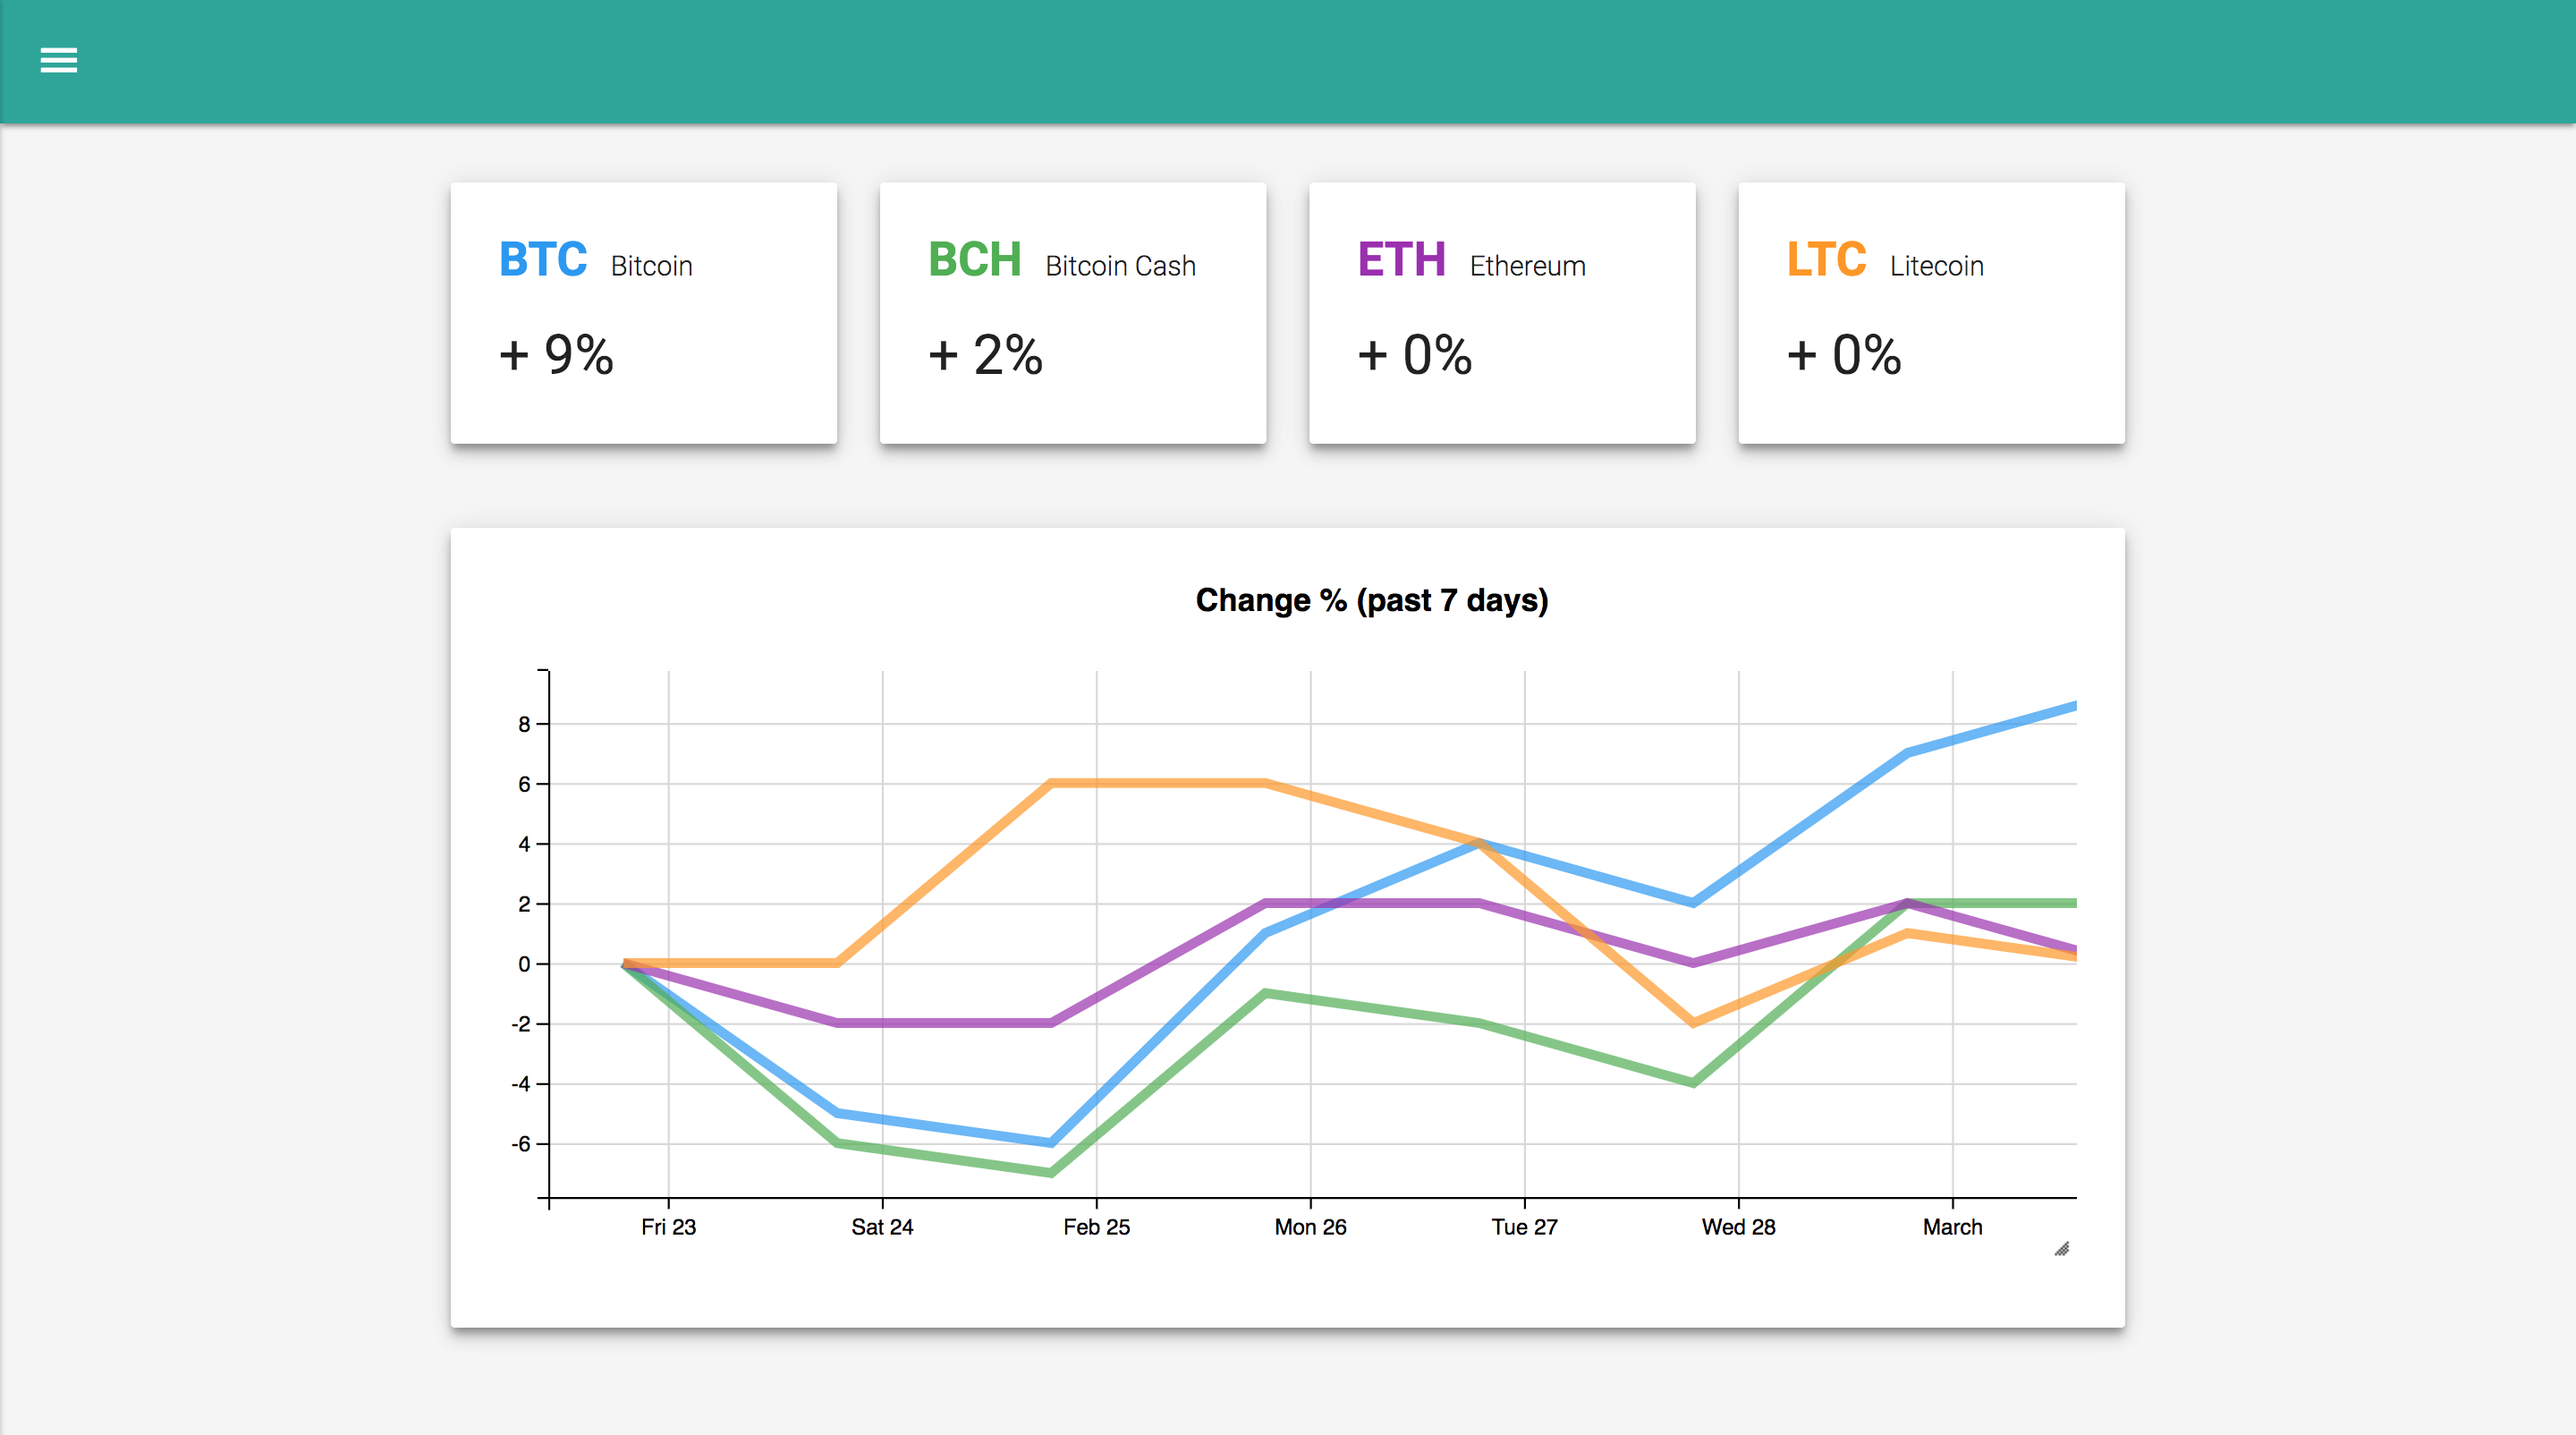 BTC Bitcoin
+ 9%
BCH Bitcoin Cash
+ 2%
ETH Ethereum
+ 0%
LTC Litecoin
+ 0%
Change % (past 7 days)
8
6
4
2
0
-2
-4
-6
Fri 23 Sat 24 Feb 25 Mon 26 Tue 27 Wed 28 March